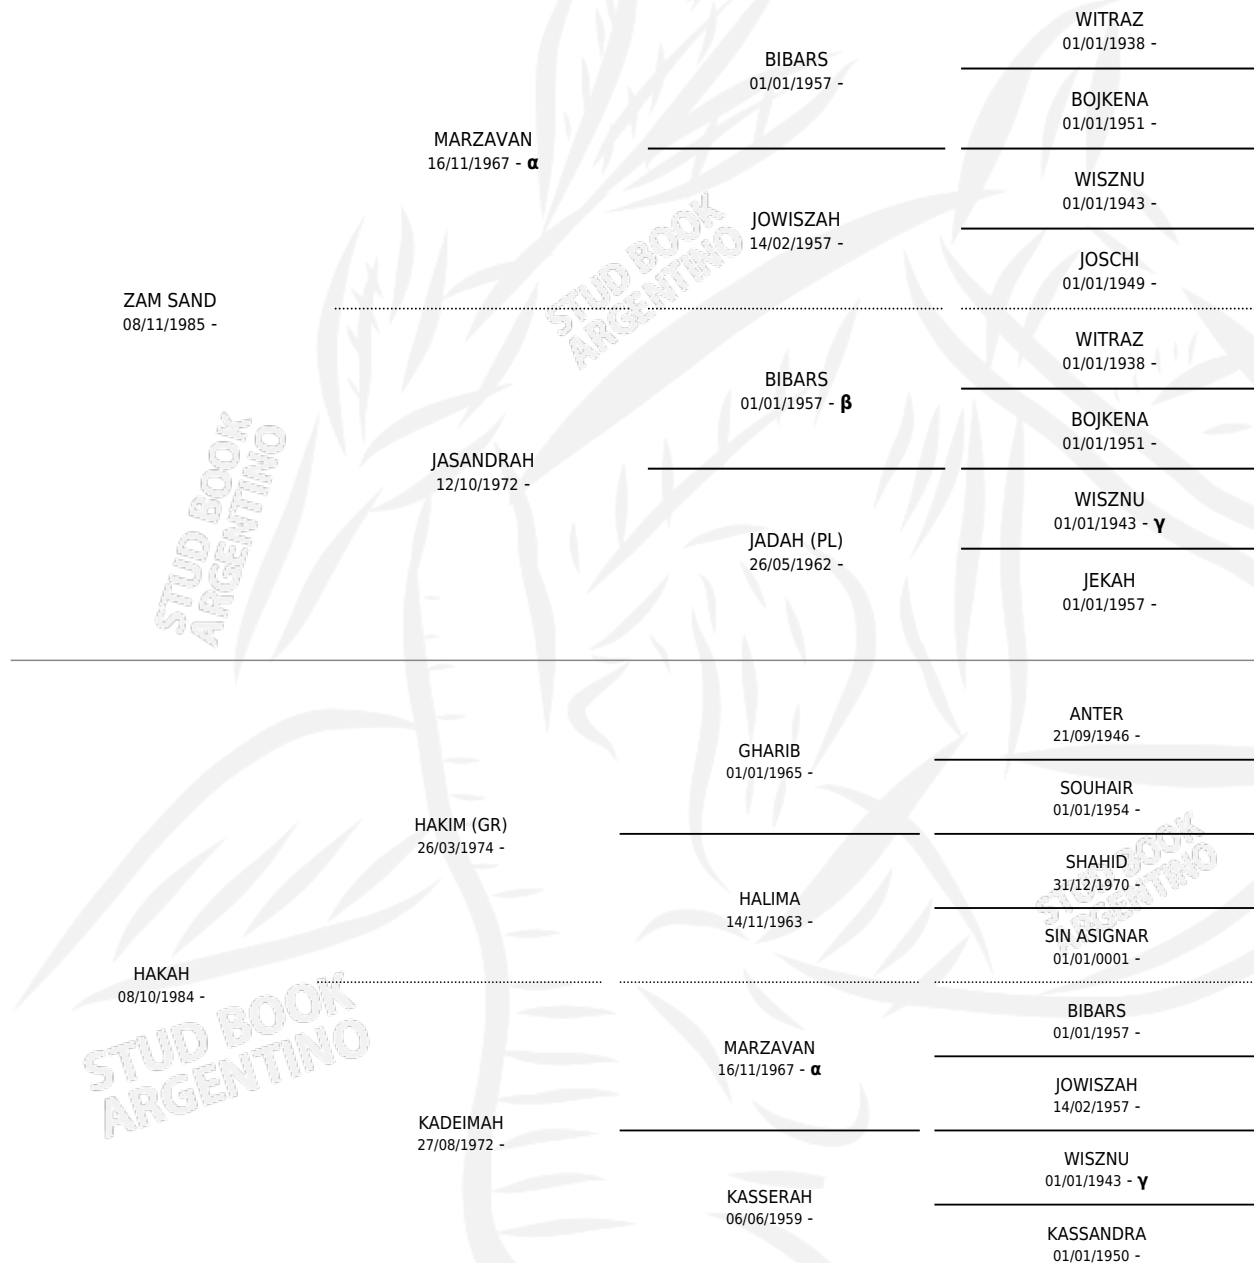 WITRAZ
01/01/1938 -
BIBARS
01/01/1957 -
BOJKENA
01/01/1951 -
MARZAVAN
16/11/1967 - α
WISZNU
01/01/1943 -
JOWISZAH
14/02/1957 -
JOSCHI
01/01/1949 -
ZAM SAND
08/11/1985 -
WITRAZ
01/01/1938 -
BIBARS
01/01/1957 - β
BOJKENA
01/01/1951 -
JASANDRAH
12/10/1972 -
WISZNU
01/01/1943 - γ
JADAH (PL)
26/05/1962 -
JEKAH
01/01/1957 -
ANTER
21/09/1946 -
GHARIB
01/01/1965 -
SOUHAIR
01/01/1954 -
HAKIM (GR)
26/03/1974 -
SHAHID
31/12/1970 -
HALIMA
14/11/1963 -
SIN ASIGNAR
01/01/0001 -
HAKAH
08/10/1984 -
BIBARS
01/01/1957 -
MARZAVAN
16/11/1967 - α
JOWISZAH
14/02/1957 -
KADEIMAH
27/08/1972 -
WISZNU
01/01/1943 - γ
KASSERAH
06/06/1959 -
KASSANDRA
01/01/1950 -
STUD BOOK
ARGENTINO
STUD BOOK
ARGENTINO
STUD BOOK
ARGENTINO
STUD BOOK
ARGENTINO